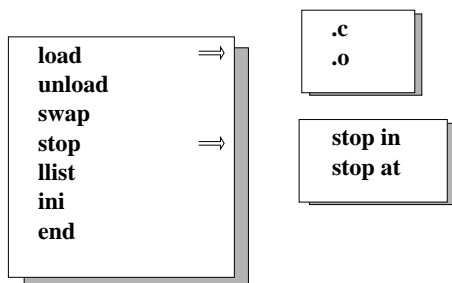 load ⇒
unload
swap
stop ⇒
llist
ini
end
.c
.o
stop in
stop at